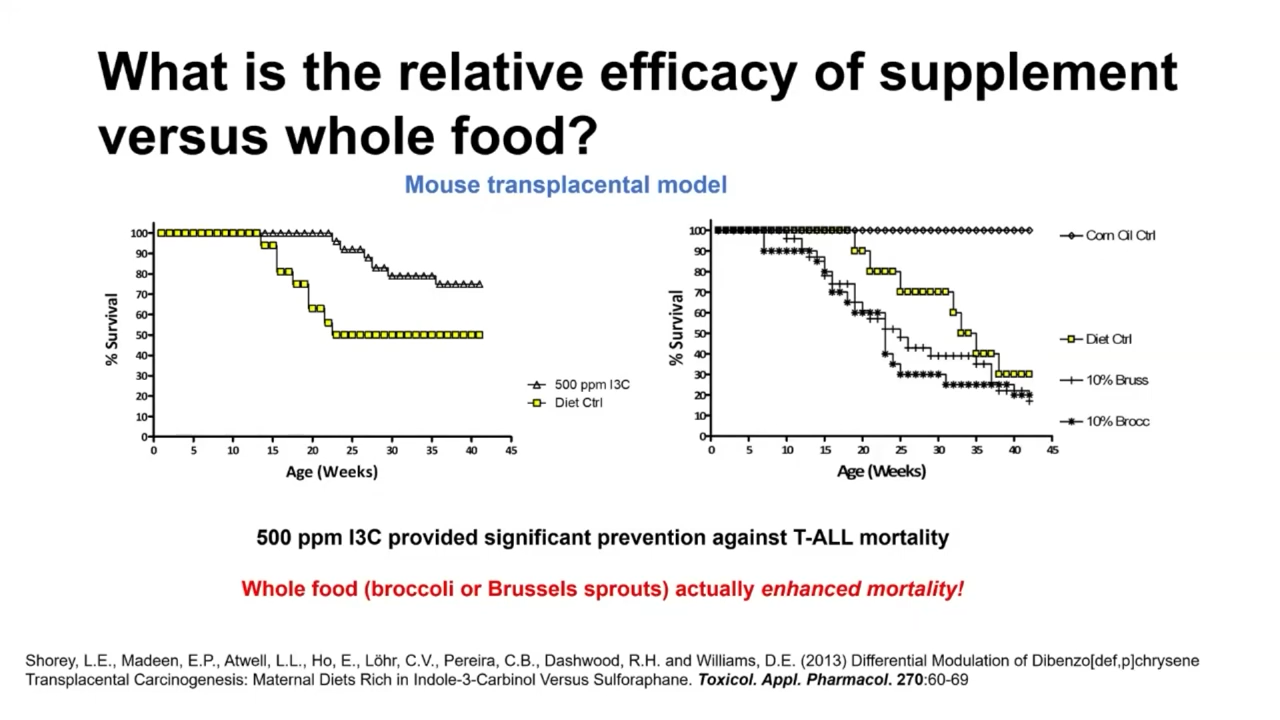 What is the relative efficacy of supplement
versus whole food?
Mouse transplacental model
% Survival
100
90
80
70
60
50
40
30
20
10
0
0 5 10 15 20 25 30 35 40 45
Age (Weeks)
500 ppm I3C
Diet Ctrl
% Survival
100
90
80
70
60
50
40
30
20
10
0
0 5 10 15 20 25 30 35 40 45
Age (Weeks)
Corn Oil Ctrl
Diet Ctrl
10% Bruss
10% Brocc
500 ppm I3C provided significant prevention against T-ALL mortality
Whole food (broccoli or Brussels sprouts) actually enhanced mortality!
Shorey, L.E., Madeen, E.P., Atwell, L.L., Ho, E., Löhr, C.V., Pereira, C.B., Dashwood, R.H. and Williams, D.E. (2013) Differential Modulation of Dibenzo[def,p]chrysene
Transplacental Carcinogenesis: Maternal Diets Rich in Indole-3-Carbinol Versus Sulforaphane. Toxicol. Appl. Pharmacol. 270:60-69